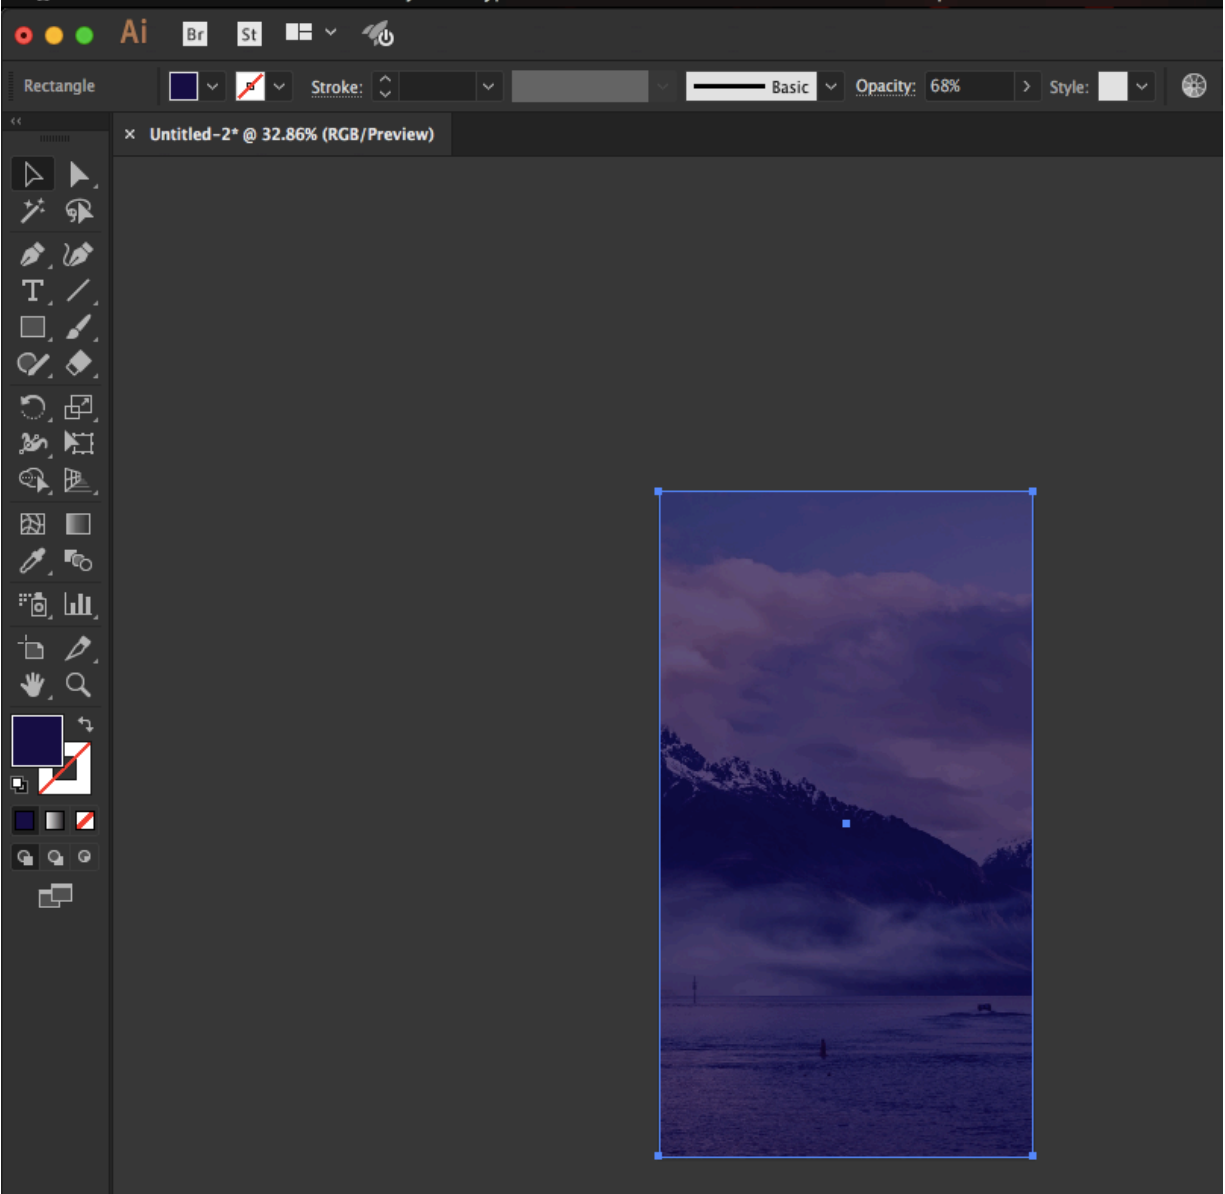 Ai Br St
Rectangle Stroke: Basic Opacity: 68% Style:
× Untitled-2* @ 32.86% (RGB/Preview)
T